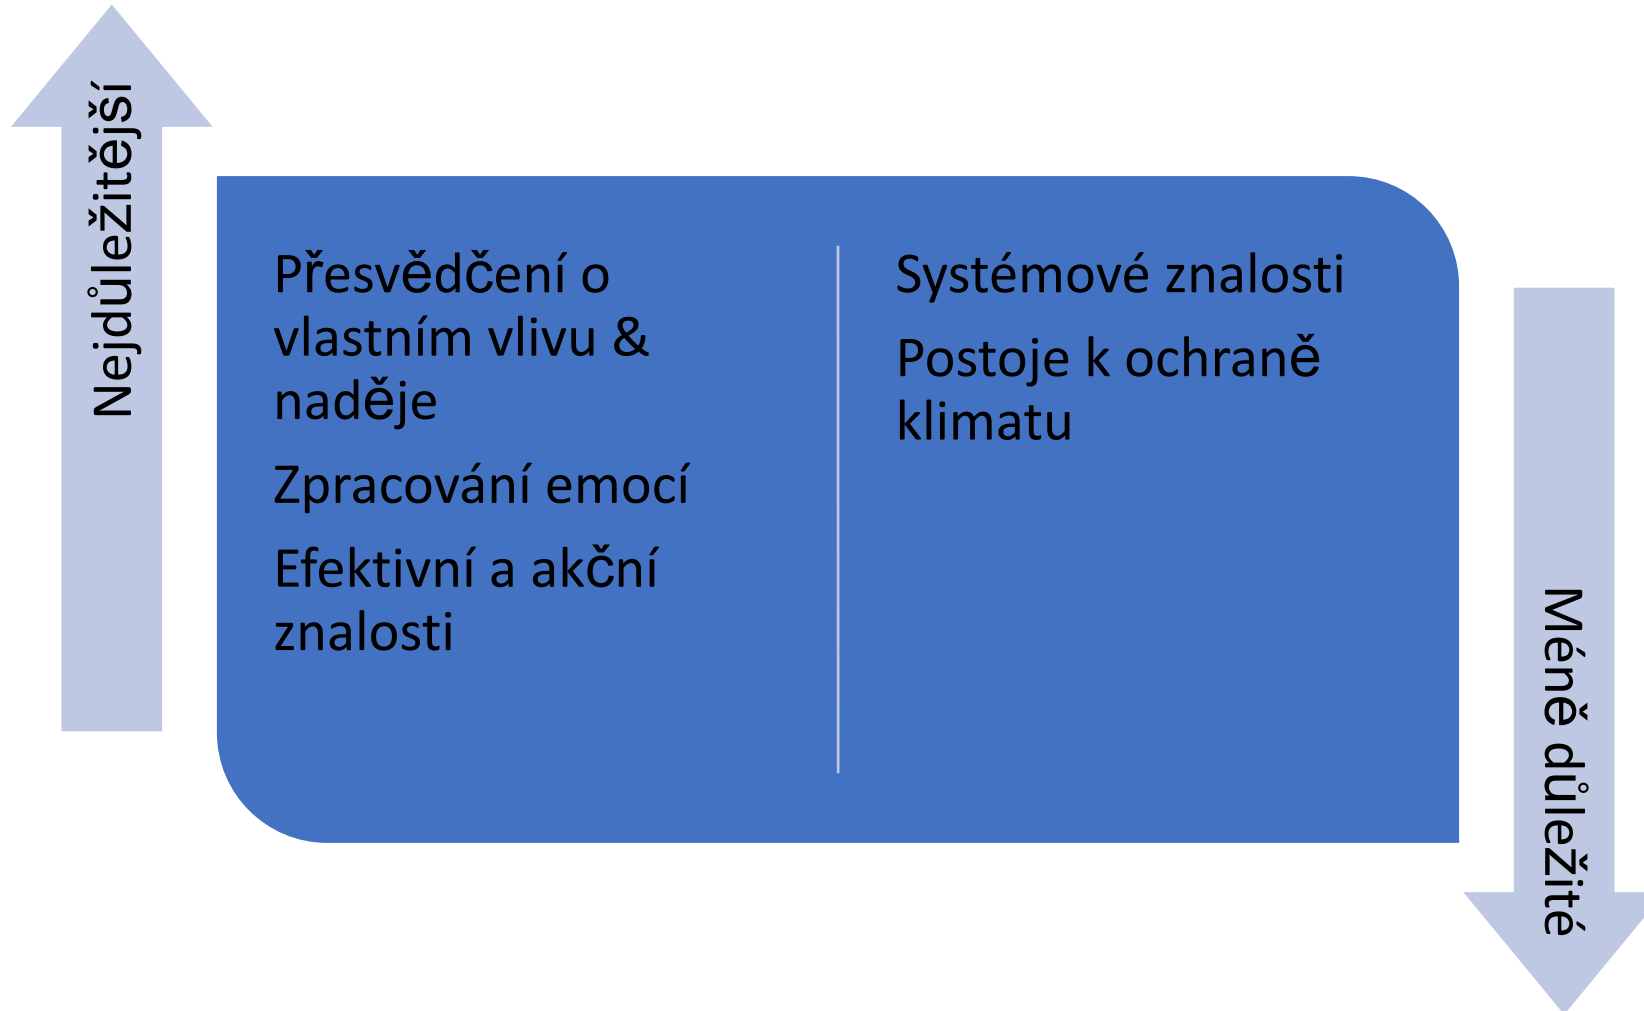 Nejdůležitější
Přesvědčení o
vlastním vlivu &
naděje
Zpracování emocí
Efektivní a akční
znalosti
Systémové znalosti
Postoje k ochraně
klimatu
Méně důležité